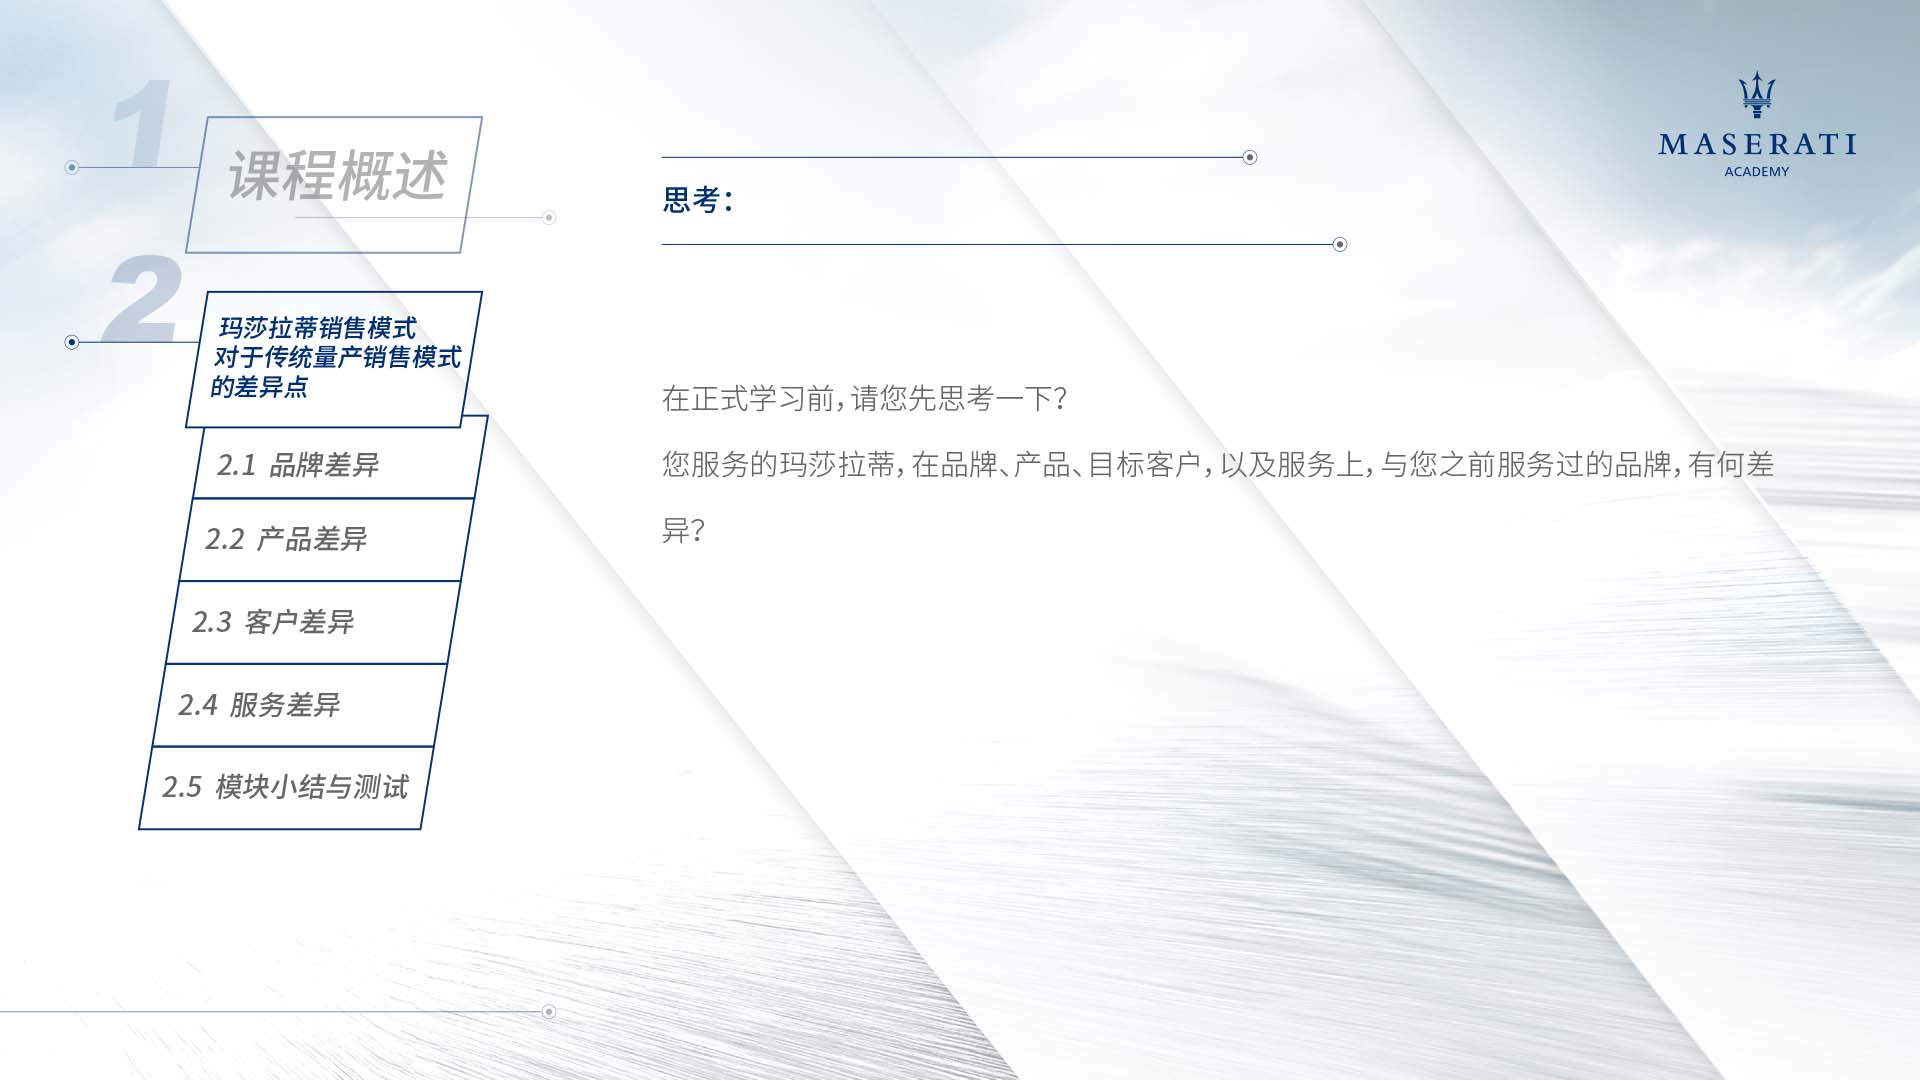 1
课程概述
2
玛莎拉蒂销售模式
对于传统量产销售模式
的差异点
2.1 品牌差异
2.2 产品差异
2.3 客户差异
2.4 服务差异
2.5 模块小结与测试
思考：
在正式学习前，请您先思考一下？
您服务的玛莎拉蒂，在品牌、产品、目标客户，以及服务上，与您之前服务过的品牌，有何差
异？
MASERATI
ACADEMY